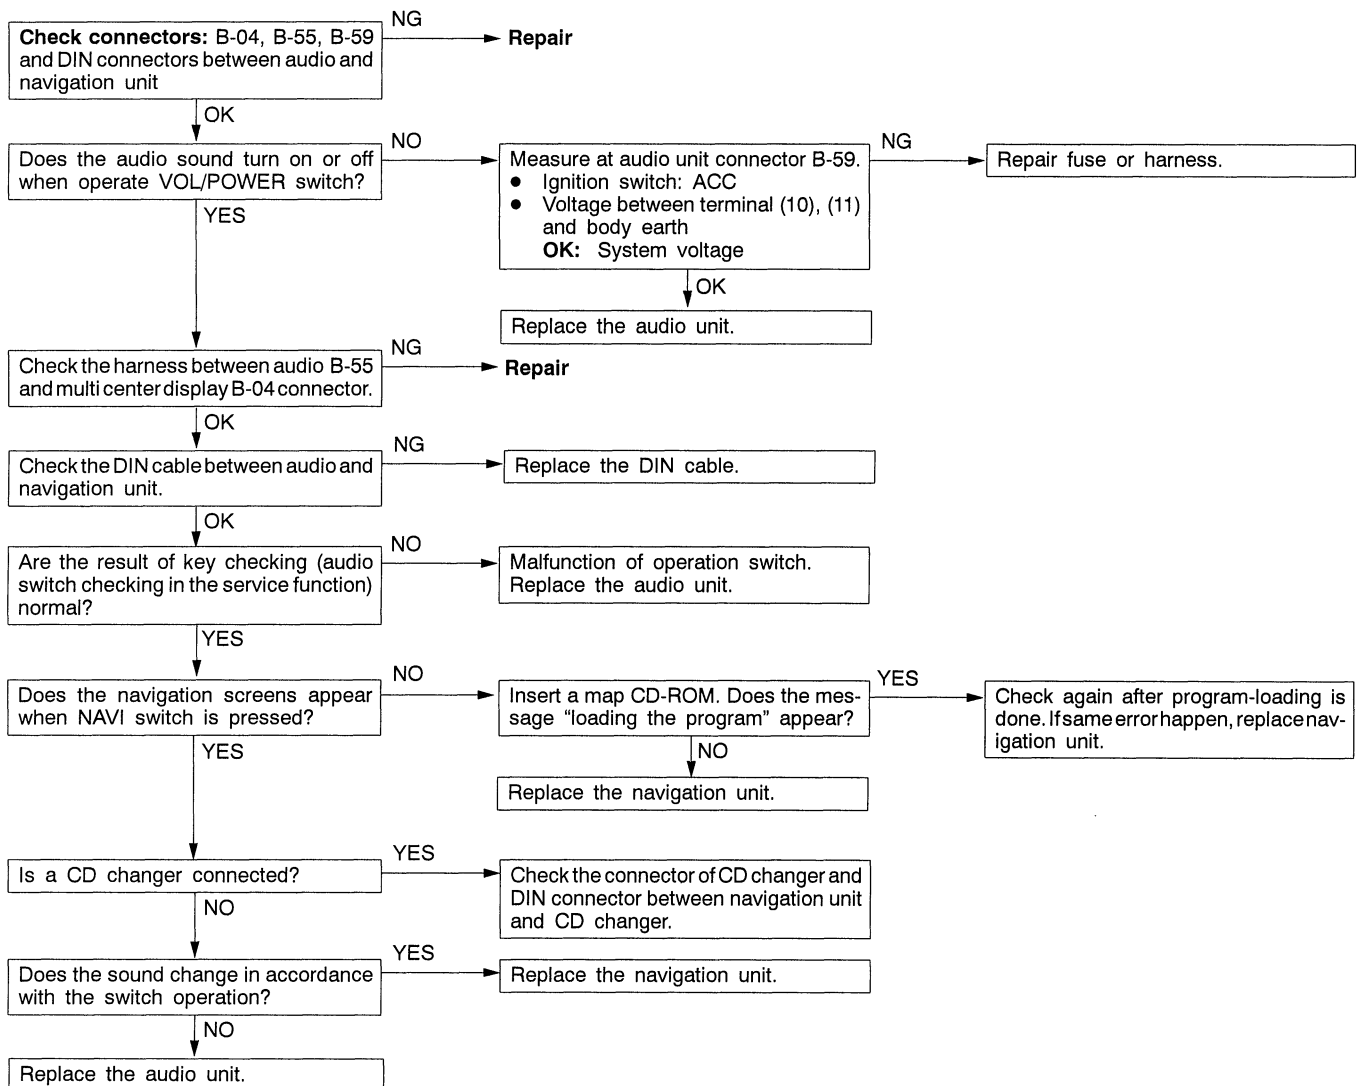 Check connectors: B-04, B-55, B-59
and DIN connectors between audio and
navigation unit
NG
Repair
OK
Does the audio sound turn on or off
when operate VOL/POWER switch?
NO
Measure at audio unit connector B-59.
● Ignition switch: ACC
● Voltage between terminal (10), (11)
and body earth
OK: System voltage
NG
Repair fuse or harness.
YES
OK
Replace the audio unit.
Check the harness between audio B-55
and multi center display B-04 connector.
NG
Repair
OK
Check the DIN cable between audio and
navigation unit.
NG
Replace the DIN cable.
OK
Are the result of key checking (audio
switch checking in the service function)
normal?
NO
Malfunction of operation switch.
Replace the audio unit.
YES
Does the navigation screens appear
when NAVI switch is pressed?
NO
Insert a map CD-ROM. Does the mes-
sage “loading the program” appear?
YES
Check again after program-loading is
done. If same error happen, replace nav-
igation unit.
YES
NO
Replace the navigation unit.
Is a CD changer connected?
YES
Check the connector of CD changer and
DIN connector between navigation unit
and CD changer.
NO
Does the sound change in accordance
with the switch operation?
YES
Replace the navigation unit.
NO
Replace the audio unit.